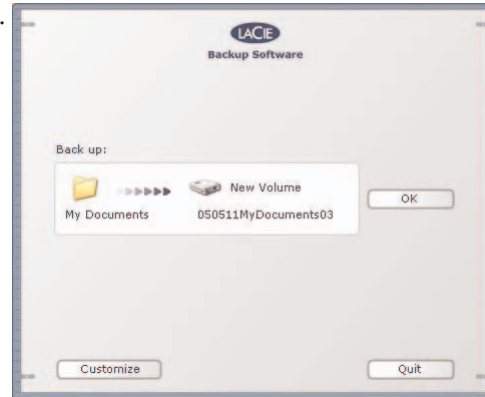 .
LACIE
Backup Software
Back up:
New Volume
My Documents
050511MyDocuments03
OK
Customize
Quit